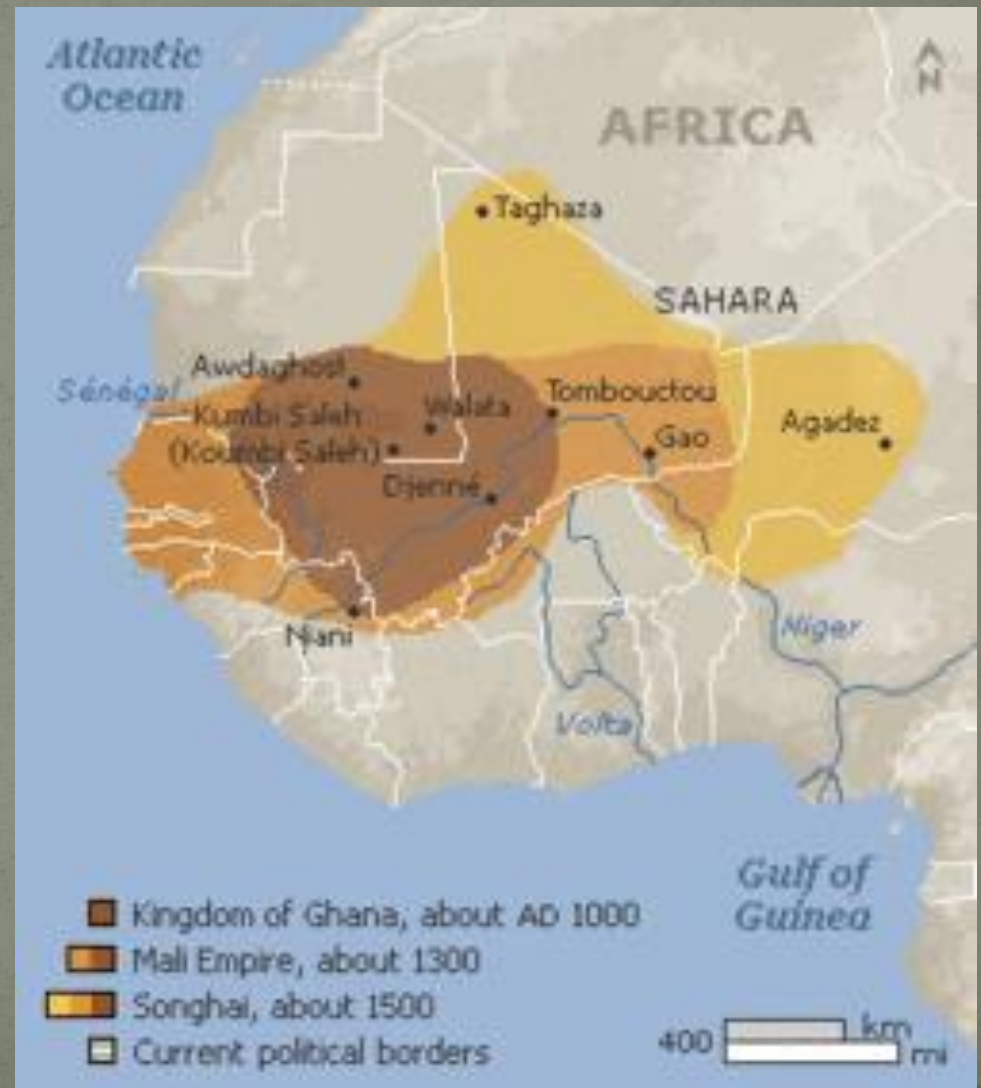 Atlantic
Ocean
N
AFRICA
Taghaza
SAHARA
Awdaghost
Sénégal
Kumbi Saleh
(Koumbi Saleh)
Walata
Tombouctou
Agadez
Gao
Djenné
Niani
Niger
Volta
Gulf of
Guinea
Kingdom of Ghana, about AD 1000
Mali Empire, about 1300
Songhai, about 1500
Current political borders
400 km
mi